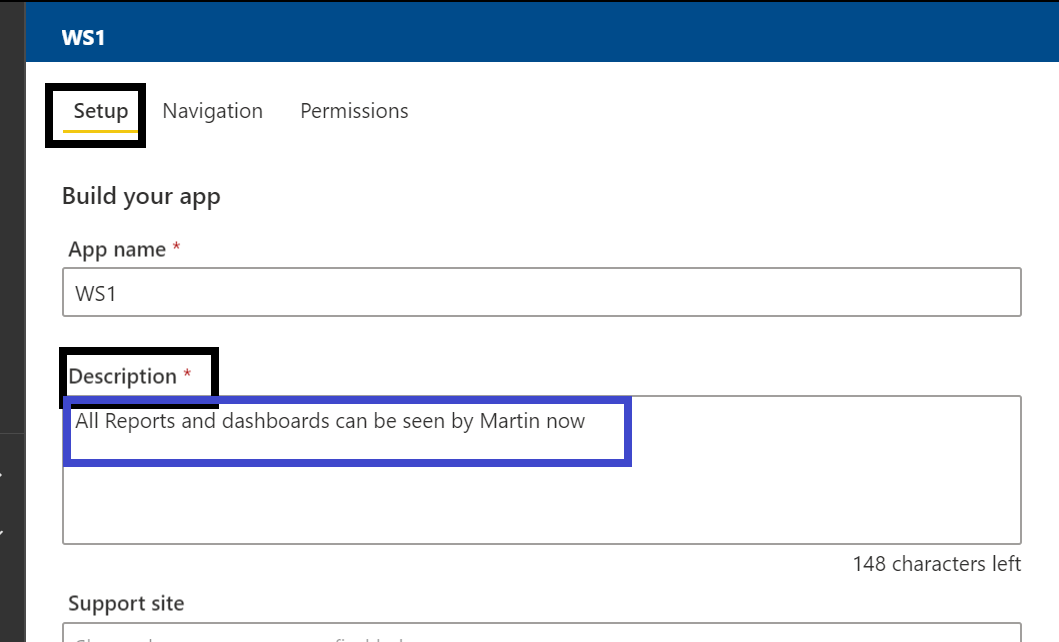 WS1
Setup Navigation Permissions
Build your app
App name *
WS1
Description *
All Reports and dashboards can be seen by Martin now
148 characters left
Support site